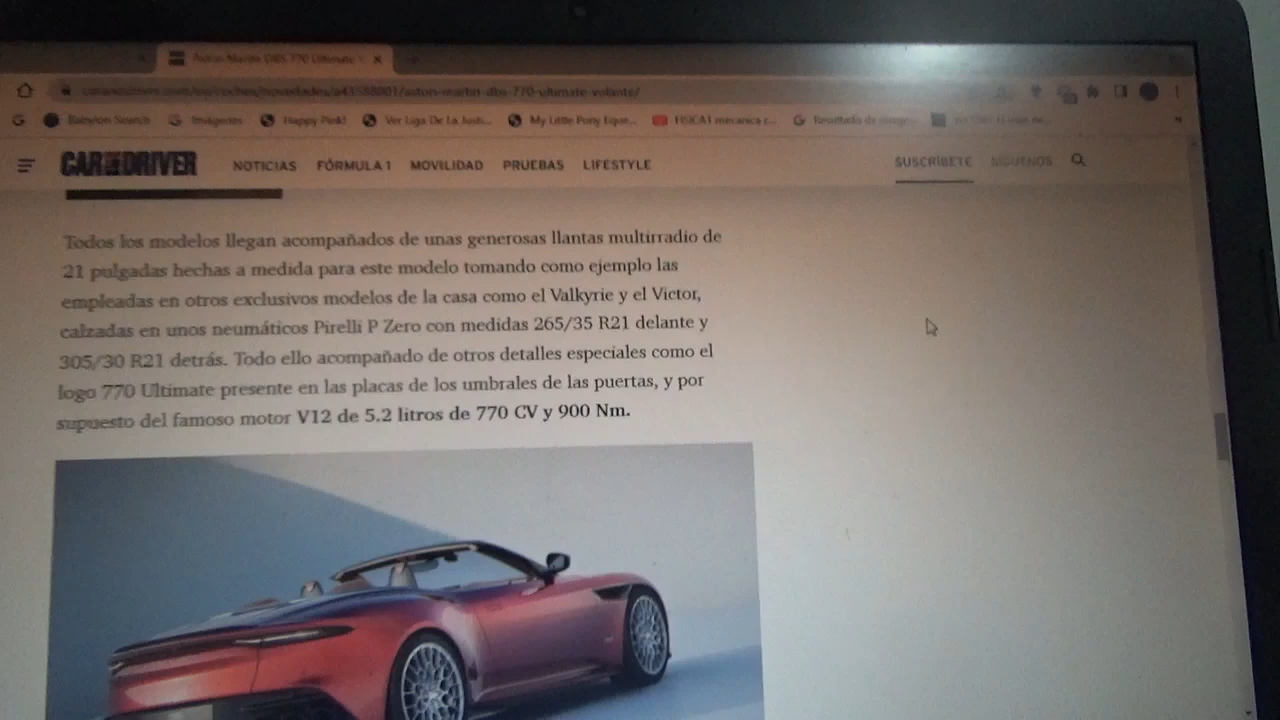 Aston Martin DBS 770 Ultimate
caranddriver.com/es/coches/novedades/a43588001/aston-martin-dbs-770-ultimate-volante/
Babylon Search Imágenes Happy Pink! Ver Liga De La Justi... My Little Pony Eque... FISICA I mecanica r... Resultado de image...
CAR AND DRIVER NOTICIAS FÓRMULA 1 MOVILIDAD PRUEBAS LIFESTYLE SUSCRÍBETE SÍGUENOS
Todos los modelos llegan acompañados de unas generosas llantas multirradio de
21 pulgadas hechas a medida para este modelo tomando como ejemplo las
empleadas en otros exclusivos modelos de la casa como el Valkyrie y el Victor,
calzadas en unos neumáticos Pirelli P Zero con medidas 265/35 R21 delante y
305/30 R21 detrás. Todo ello acompañado de otros detalles especiales como el
logo 770 Ultimate presente en las placas de los umbrales de las puertas, y por
supuesto del famoso motor V12 de 5.2 litros de 770 CV y 900 Nm.